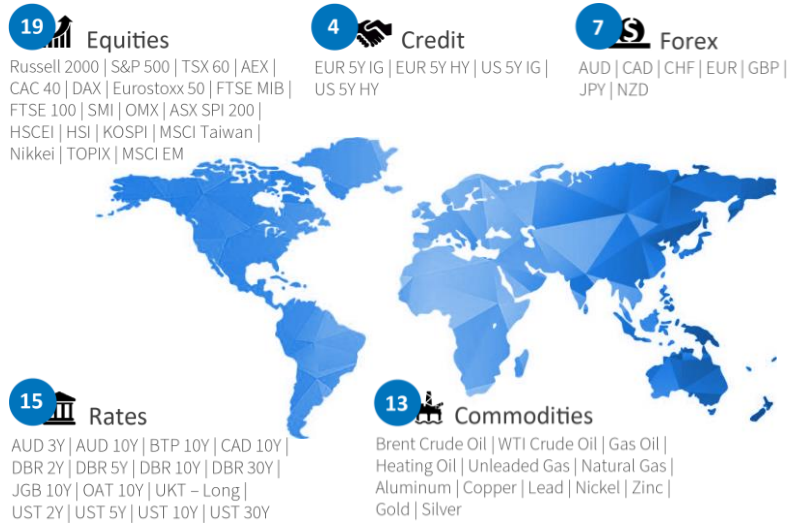 19 Equities
Russell 2000 | S&P 500 | TSX 60 | AEX |
CAC 40 | DAX | Eurostoxx 50 | FTSE MIB |
FTSE 100 | SMI | OMX | ASX SPI 200 |
HSCEI | HSI | KOSPI | MSCI Taiwan |
Nikkei | TOPIX | MSCI EM
4 Credit
EUR 5Y IG | EUR 5Y HY | US 5Y IG |
US 5Y HY
7 $ Forex
AUD | CAD | CHF | EUR | GBP |
JPY | NZD
15 Rates
AUD 3Y | AUD 10Y | BTP 10Y | CAD 10Y |
DBR 2Y | DBR 5Y | DBR 10Y | DBR 30Y |
JGB 10Y | OAT 10Y | UKT – Long |
UST 2Y | UST 5Y | UST 10Y | UST 30Y
13 Commodities
Brent Crude Oil | WTI Crude Oil | Gas Oil |
Heating Oil | Unleaded Gas | Natural Gas |
Aluminum | Copper | Lead | Nickel | Zinc |
Gold | Silver